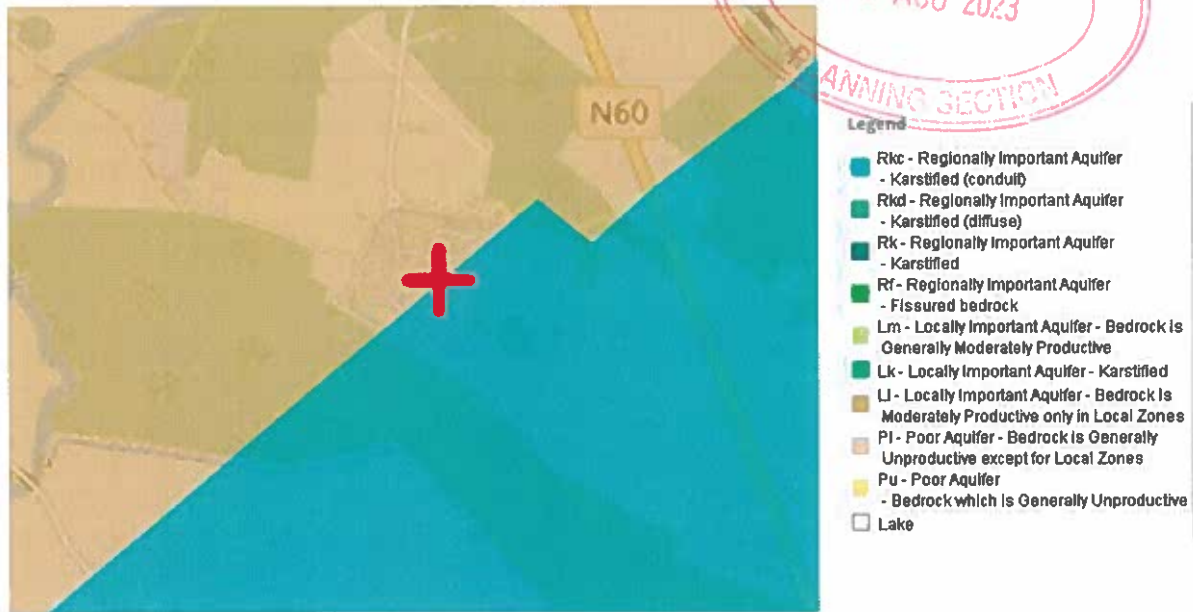 2023
ANNING SECTION
N60
Legend
Rkc - Regionally Important Aquifer
- Karstified (conduit)
Rkd - Regionally Important Aquifer
- Karstified (diffuse)
Rk - Regionally Important Aquifer
- Karstified
Rf - Regionally Important Aquifer
- Fissured bedrock
Lm - Locally Important Aquifer - Bedrock is
Generally Moderately Productive
Lk - Locally Important Aquifer - Karstified
Ll - Locally Important Aquifer - Bedrock is
Moderately Productive only in Local Zones
Pl - Poor Aquifer - Bedrock is Generally
Unproductive except for Local Zones
Pu - Poor Aquifer
- Bedrock which is Generally Unproductive
Lake